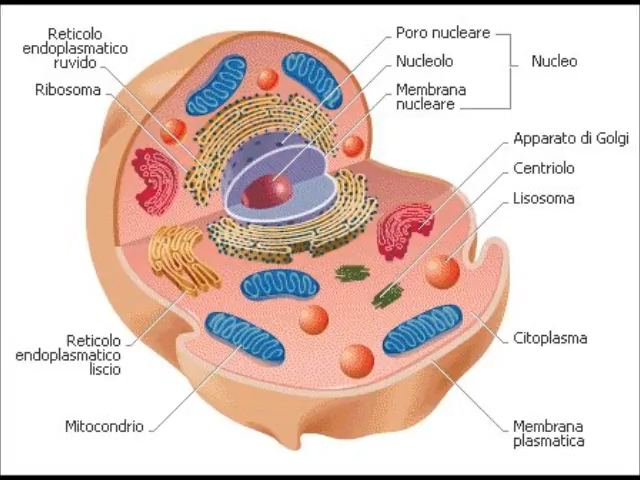 Reticolo
endoplasmatico
ruvido
Ribosoma
Poro nucleare
Nucleolo
Membrana
nucleare
Nucleo
Apparato di Golgi
Centriolo
Lisosoma
Reticolo
endoplasmatico
liscio
Mitocondrio
Citoplasma
Membrana
plasmatica